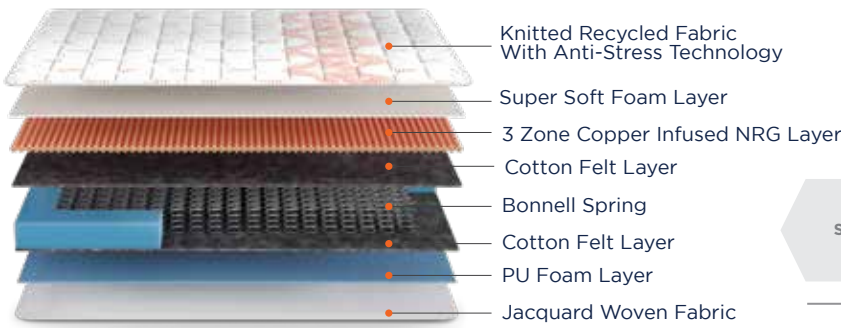 Knitted Recycled Fabric
With Anti-Stress Technology
Super Soft Foam Layer
3 Zone Copper Infused NRG Layer
Cotton Felt Layer
Bonnell Spring
Cotton Felt Layer
PU Foam Layer
Jacquard Woven Fabric